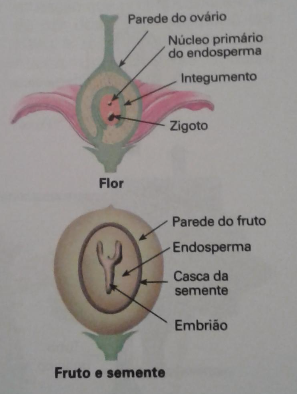 Parede do ovário
Núcleo primário
do endosperma
Integumento
Zigoto
Flor
Parede do fruto
Endosperma
Casca da
semente
Embrião
Fruto e semente